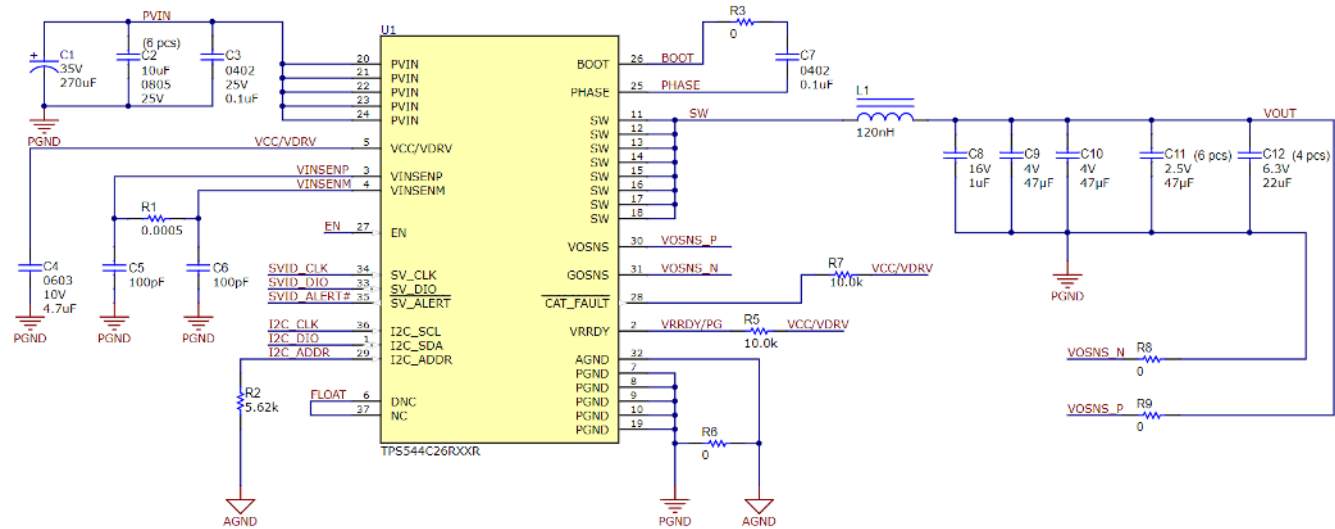 PVIN
+
C1
35V
270uF
(6 pcs)
C2
10uF
0805
25V
C3
0402
25V
0.1uF
PGND
VCC/VDRV
VINSENP
VINSENM
R1
0.0005
C4
0603
10V
4.7uF
PGND
C5
100pF
PGND
C6
100pF
PGND
EN
SVID_CLK
SVID_DIO
SVID_ALERT#
I2C_CLK
I2C_DIO
I2C_ADDR
R2
5.62k
AGND
FLOAT
U1
20 PVIN
21 PVIN
22 PVIN
23 PVIN
24 PVIN
5 VCC/VDRV
3 VINSENP
4 VINSENM
27 EN
34 SV_CLK
33 SV_DIO
35 SV_ALERT
36 I2C_SCL
1 I2C_SDA
29 I2C_ADDR
6 DNC
37 NC
BOOT 26
PHASE 25
SW 11
SW 12
SW 13
SW 14
SW 15
SW 16
SW 17
SW 18
VOSNS 30
GOSNS 31
CAT_FAULT 28
VRRDY 2
AGND 32
PGND 7
PGND 8
PGND 9
PGND 10
PGND 19
TPS544C26RXXR
BOOT
R3
0
C7
0402
0.1uF
PHASE
SW
L1
120nH
VOUT
C8
16V
1uF
C9
4V
47µF
C10
4V
47µF
C11 (6 pcs)
2.5V
47µF
C12 (4 pcs)
6.3V
22uF
PGND
VOSNS_P
VOSNS_N
R7
10.0k
VCC/VDRV
VRRDY/PG
R5
10.0k
VCC/VDRV
R6
0
PGND
AGND
VOSNS_N
R8
0
VOSNS_P
R9
0